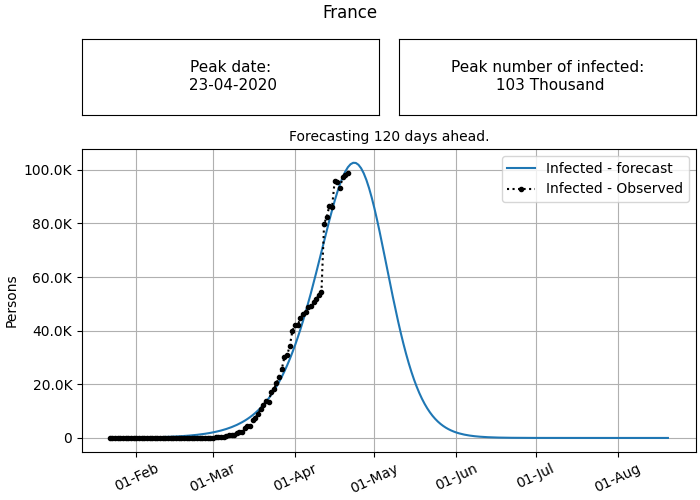 France
Peak date:
23-04-2020
Peak number of infected:
103 Thousand
Forecasting 120 days ahead.
Infected - forecast
Infected - Observed
Persons
100.0K
80.0K
60.0K
40.0K
20.0K
0
01-Feb
01-Mar
01-Apr
01-May
01-Jun
01-Jul
01-Aug